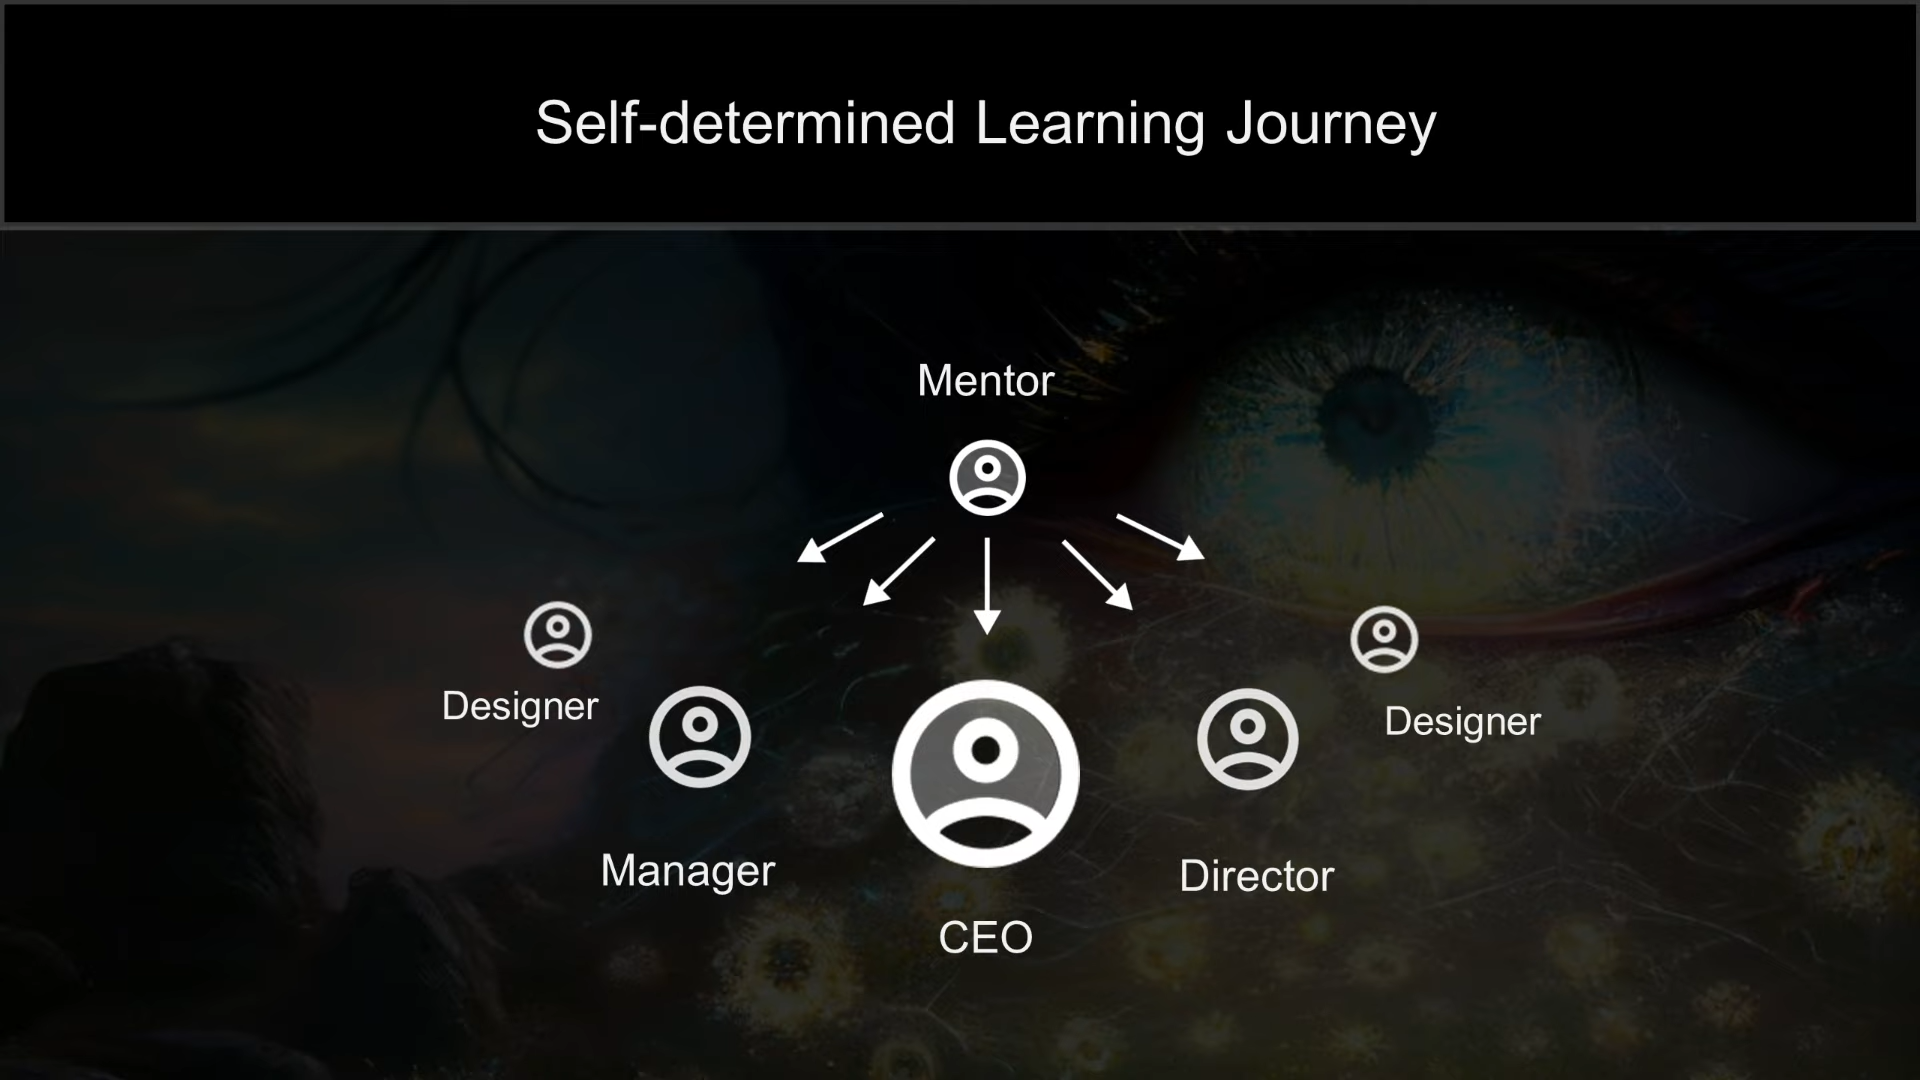 Self-determined Learning Journey
Mentor
Designer
Designer
Manager
Director
CEO